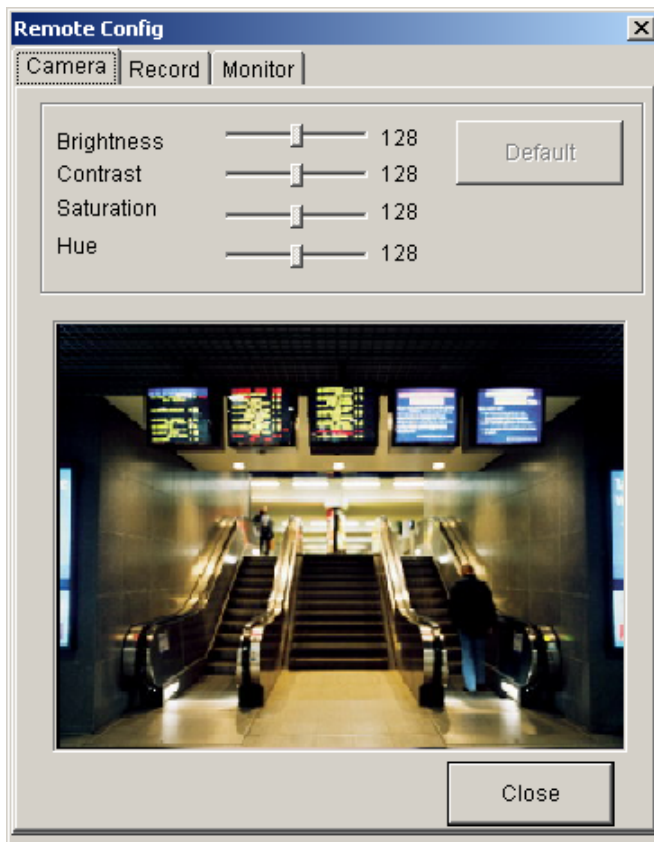 Remote Config
Camera Record Monitor
Brightness 128 Default
Contrast 128
Saturation 128
Hue 128
Close